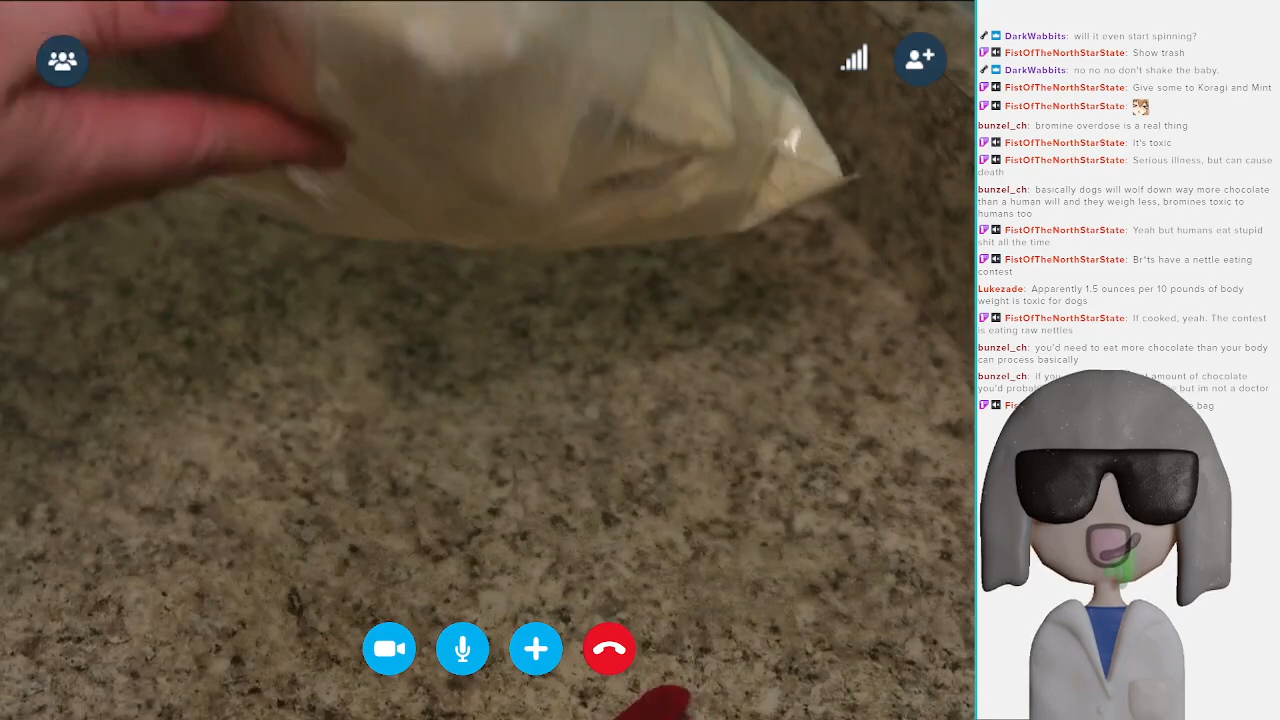 DarkWabbits: will it even start spinning?
FistOfTheNorthStarState: Show trash
DarkWabbits: no no no don't shake the baby.
FistOfTheNorthStarState: Give some to Koragi and Mint
FistOfTheNorthStarState:
bunzel_ch: bromine overdose is a real thing
FistOfTheNorthStarState: It's toxic
FistOfTheNorthStarState: Serious illness, but can cause
death
bunzel_ch: basically dogs will wolf down way more chocolate
than a human will and they weigh less, bromines toxic to
humans too
FistOfTheNorthStarState: Yeah but humans eat stupid
shit all the time
FistOfTheNorthStarState: Br*ts have a nettle eating
contest
Lukezade: Apparently 1.5 ounces per 10 pounds of body
weight is toxic for dogs
FistOfTheNorthStarState: If cooked, yeah. The contest
is eating raw nettles
bunzel_ch: you'd need to eat more chocolate than your body
can process basically
bunzel_ch: if you amount of chocolate
you'd but im not a doctor
bag